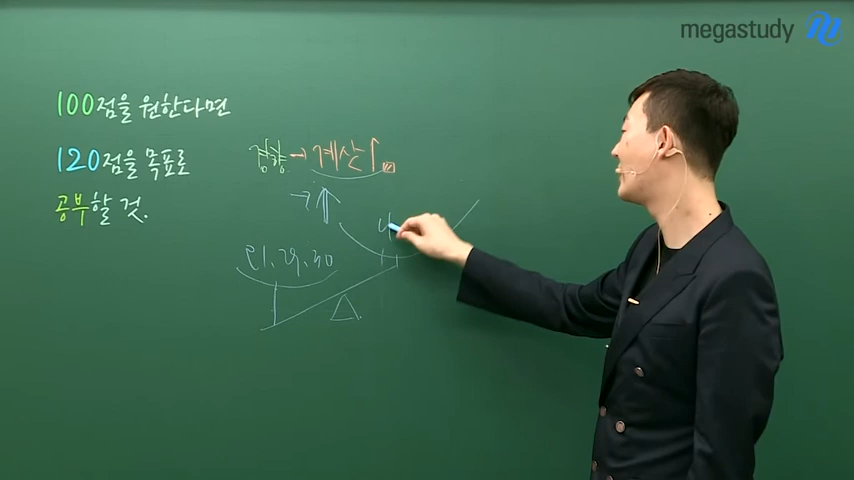 megastudy
100점을 원한다면
120점을 목표로
공부할 것.
경향 → 계산↑
21, 29, 30
4